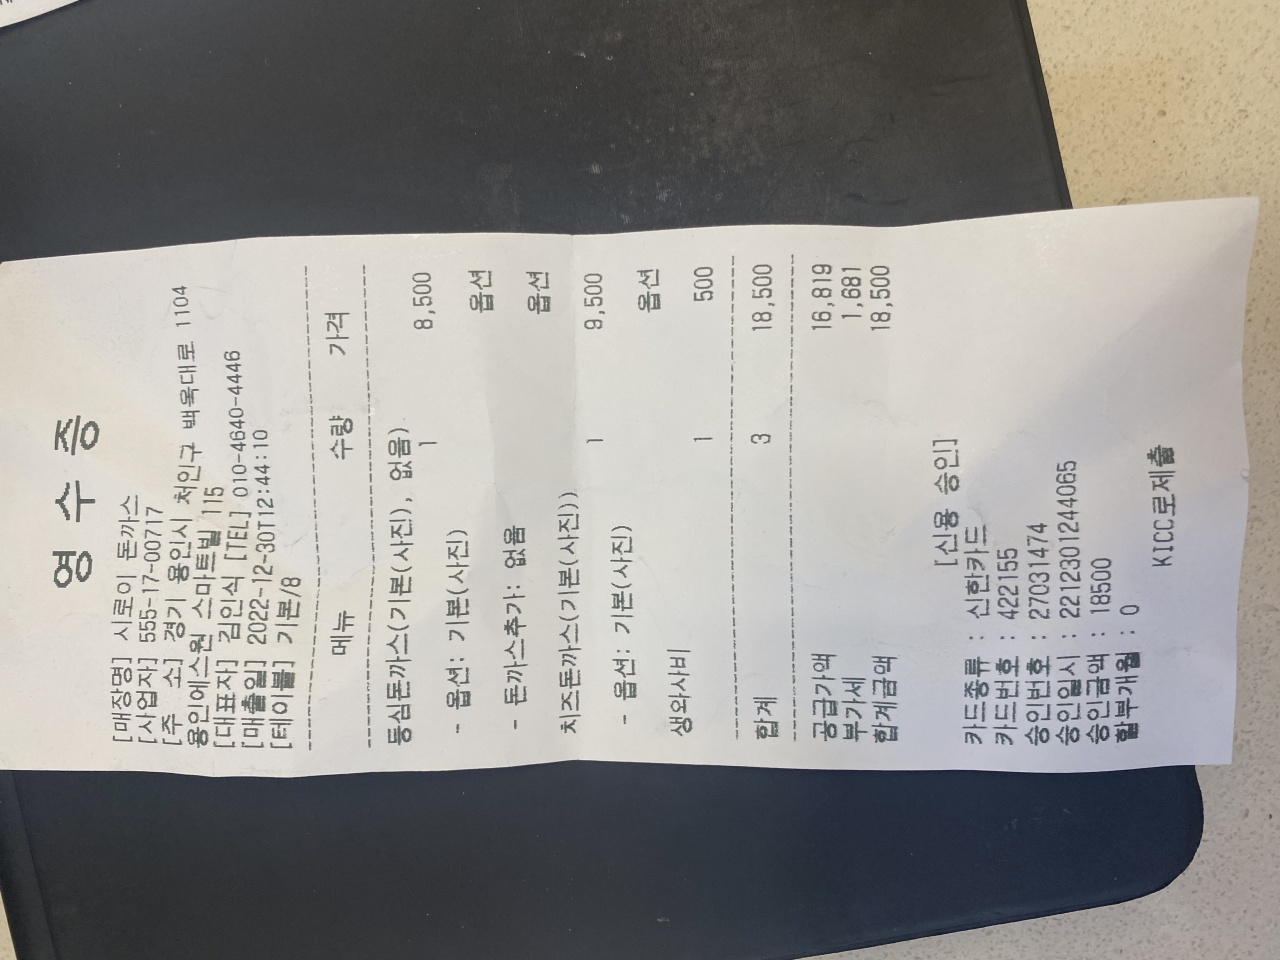 영 수 증
[매장명] 시로이 돈까스
[사업자] 555-17-00717
[주 소] 경기 용인시 처인구 백옥대로 1104
용인에스원 스마트빌 115
[대표자] 김인식 [TEL] 010-4640-4446
[매출일] 2022-12-30T12:44:10
[테이블] 기본/8
메뉴 수량 가격
등심돈까스(기본(사진), 없음)
1 8,500
- 옵션: 기본(사진) 옵션
- 돈까스추가: 없음 옵션
치즈돈까스(기본(사진))
1 9,500
- 옵션: 기본(사진) 옵션
생와사비
1 500
합계 3 18,500
공급가액 16,819
부가세 1,681
합계금액 18,500
[신용 승인]
카드종류 : 신한카드
카드번호 : 422155
승인번호 : 27031474
승인일시 : 221230124​4065
승인금액 : 18500
할부개월 : 0
KICC로제출